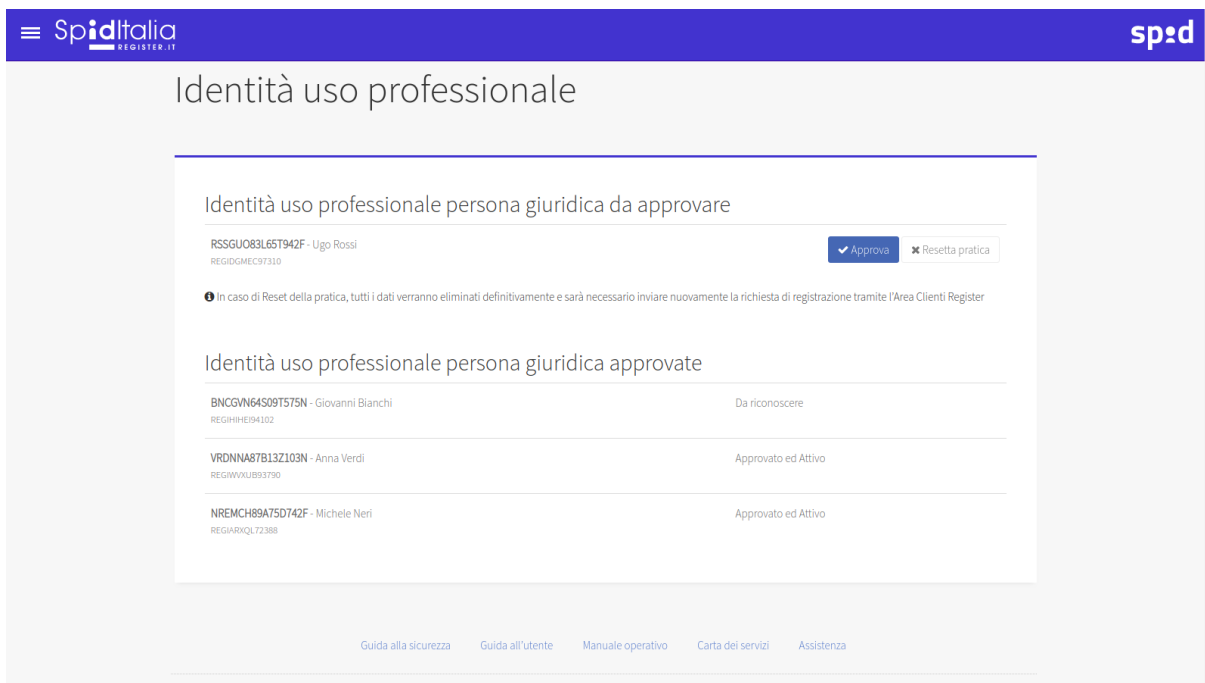 SpidItalia
REGISTER.IT
spid
Identità uso professionale
Identità uso professionale persona giuridica da approvare
RSSGUO83L65T942F - Ugo Rossi
Approva
Resetta pratica
REGIDGMEC97310
In caso di Reset della pratica, tutti i dati verranno eliminati definitivamente e sarà necessario inviare nuovamente la richiesta di registrazione tramite l'Area Clienti Register
Identità uso professionale persona giuridica approvate
BNCGVN64S09T575N - Giovanni Bianchi
Da riconoscere
REGIHIHEI94102
VRDNNA87B13Z103N - Anna Verdi
Approvato ed Attivo
REGIWVXUB93790
NREMCH89A75D742F - Michele Neri
Approvato ed Attivo
REGIARXQL72388
Guida alla sicurezza Guida all'utente Manuale operativo Carta dei servizi Assistenza